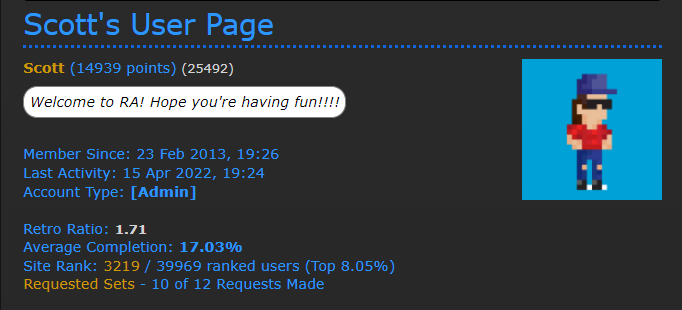 Scott's User Page
Scott (14939 points) (25492)
Welcome to RA! Hope you're having fun!!!!
Member Since: 23 Feb 2013, 19:26
Last Activity: 15 Apr 2022, 19:24
Account Type: [Admin]
Retro Ratio: 1.71
Average Completion: 17.03%
Site Rank: 3219 / 39969 ranked users (Top 8.05%)
Requested Sets - 10 of 12 Requests Made